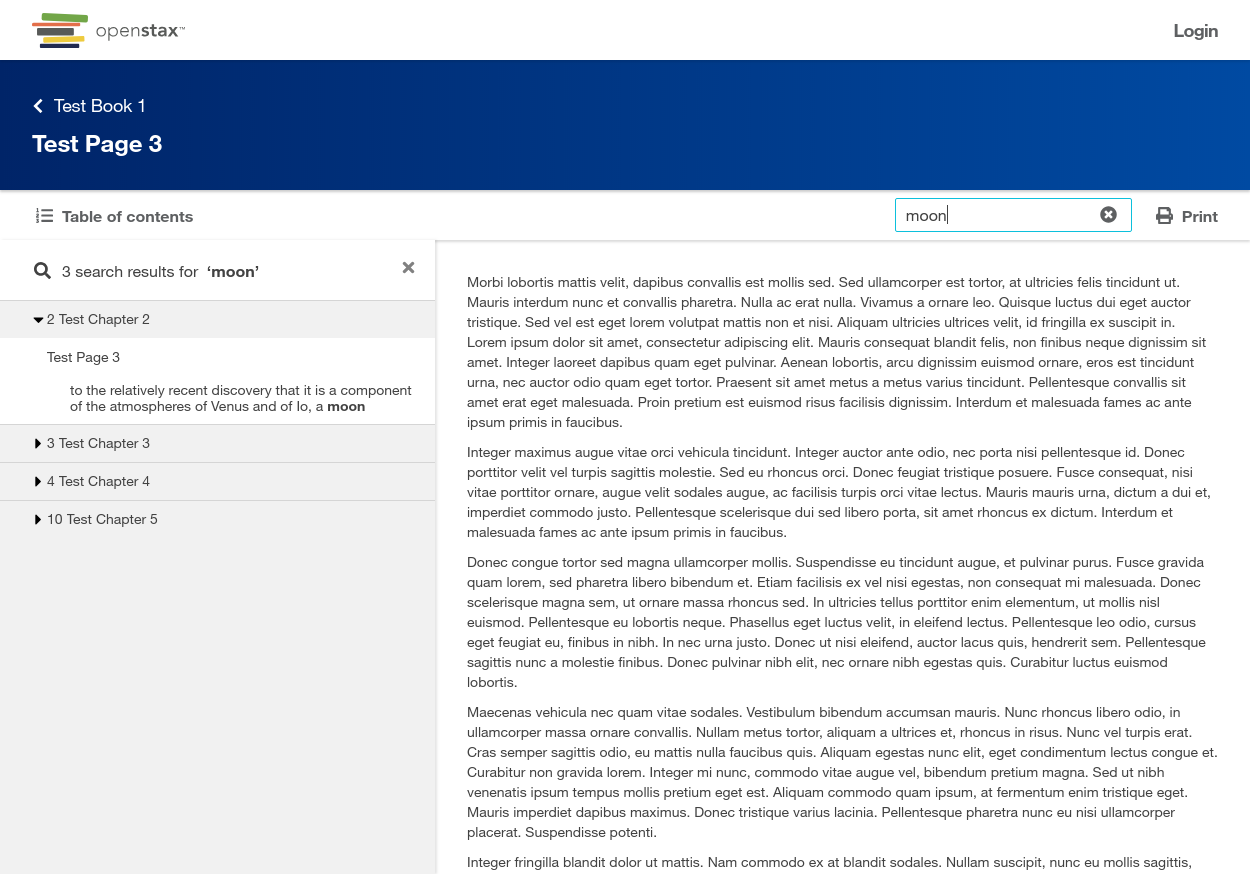 openstax™
Login
Test Book 1
Test Page 3
Table of contents
moon
Print
3 search results for ‘moon’
2 Test Chapter 2
Test Page 3
to the relatively recent discovery that it is a component
of the atmospheres of Venus and of Io, a moon
3 Test Chapter 3
4 Test Chapter 4
10 Test Chapter 5
Morbi lobortis mattis velit, dapibus convallis est mollis sed. Sed ullamcorper est tortor, at ultricies felis tincidunt ut.
Mauris interdum nunc et convallis pharetra. Nulla ac erat nulla. Vivamus a ornare leo. Quisque luctus dui eget auctor
tristique. Sed vel est eget lorem volutpat mattis non et nisi. Aliquam ultricies ultrices velit, id fringilla ex suscipit in.
Lorem ipsum dolor sit amet, consectetur adipiscing elit. Mauris consequat blandit felis, non finibus neque dignissim sit
amet. Integer laoreet dapibus quam eget pulvinar. Aenean lobortis, arcu dignissim euismod ornare, eros est tincidunt
urna, nec auctor odio quam eget tortor. Praesent sit amet metus a metus varius tincidunt. Pellentesque convallis sit
amet erat eget malesuada. Proin pretium est euismod risus facilisis dignissim. Interdum et malesuada fames ac ante
ipsum primis in faucibus.
Integer maximus augue vitae orci vehicula tincidunt. Integer auctor ante odio, nec porta nisi pellentesque id. Donec
porttitor velit vel turpis sagittis molestie. Sed eu rhoncus orci. Donec feugiat tristique posuere. Fusce consequat, nisi
vitae porttitor ornare, augue velit sodales augue, ac facilisis turpis orci vitae lectus. Mauris mauris urna, dictum a dui et,
imperdiet commodo justo. Pellentesque scelerisque dui sed libero porta, sit amet rhoncus ex dictum. Interdum et
malesuada fames ac ante ipsum primis in faucibus.
Donec congue tortor sed magna ullamcorper mollis. Suspendisse eu tincidunt augue, et pulvinar purus. Fusce gravida
quam lorem, sed pharetra libero bibendum et. Etiam facilisis ex vel nisi egestas, non consequat mi malesuada. Donec
scelerisque magna sem, ut ornare massa rhoncus sed. In ultricies tellus porttitor enim elementum, ut mollis nisl
euismod. Pellentesque eu lobortis neque. Phasellus eget luctus velit, in eleifend lectus. Pellentesque leo odio, cursus
eget feugiat eu, finibus in nibh. In nec urna justo. Donec ut nisi eleifend, auctor lacus quis, hendrerit sem. Pellentesque
sagittis nunc a molestie finibus. Donec pulvinar nibh elit, nec ornare nibh egestas quis. Curabitur luctus euismod
lobortis.
Maecenas vehicula nec quam vitae sodales. Vestibulum bibendum accumsan mauris. Nunc rhoncus libero odio, in
ullamcorper massa ornare convallis. Nullam metus tortor, aliquam a ultrices et, rhoncus in risus. Nunc vel turpis erat.
Cras semper sagittis odio, eu mattis nulla faucibus quis. Aliquam egestas nunc elit, eget condimentum lectus congue et.
Curabitur non gravida lorem. Integer mi nunc, commodo vitae augue vel, bibendum pretium magna. Sed ut nibh
venenatis ipsum tempus mollis pretium eget est. Aliquam commodo quam ipsum, at fermentum enim tristique eget.
Mauris imperdiet dapibus maximus. Donec tristique varius lacinia. Pellentesque pharetra nunc eu nisi ullamcorper
placerat. Suspendisse potenti.
Integer fringilla blandit dolor ut mattis. Nam commodo ex at blandit sodales. Nullam suscipit, nunc eu mollis sagittis,